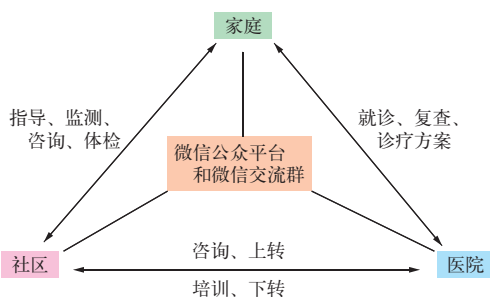 家庭
指导、监测、
咨询、体检
就诊、复查、
诊疗方案
微信公众平台
和微信交流群
社区
咨询、上转
医院
培训、下转